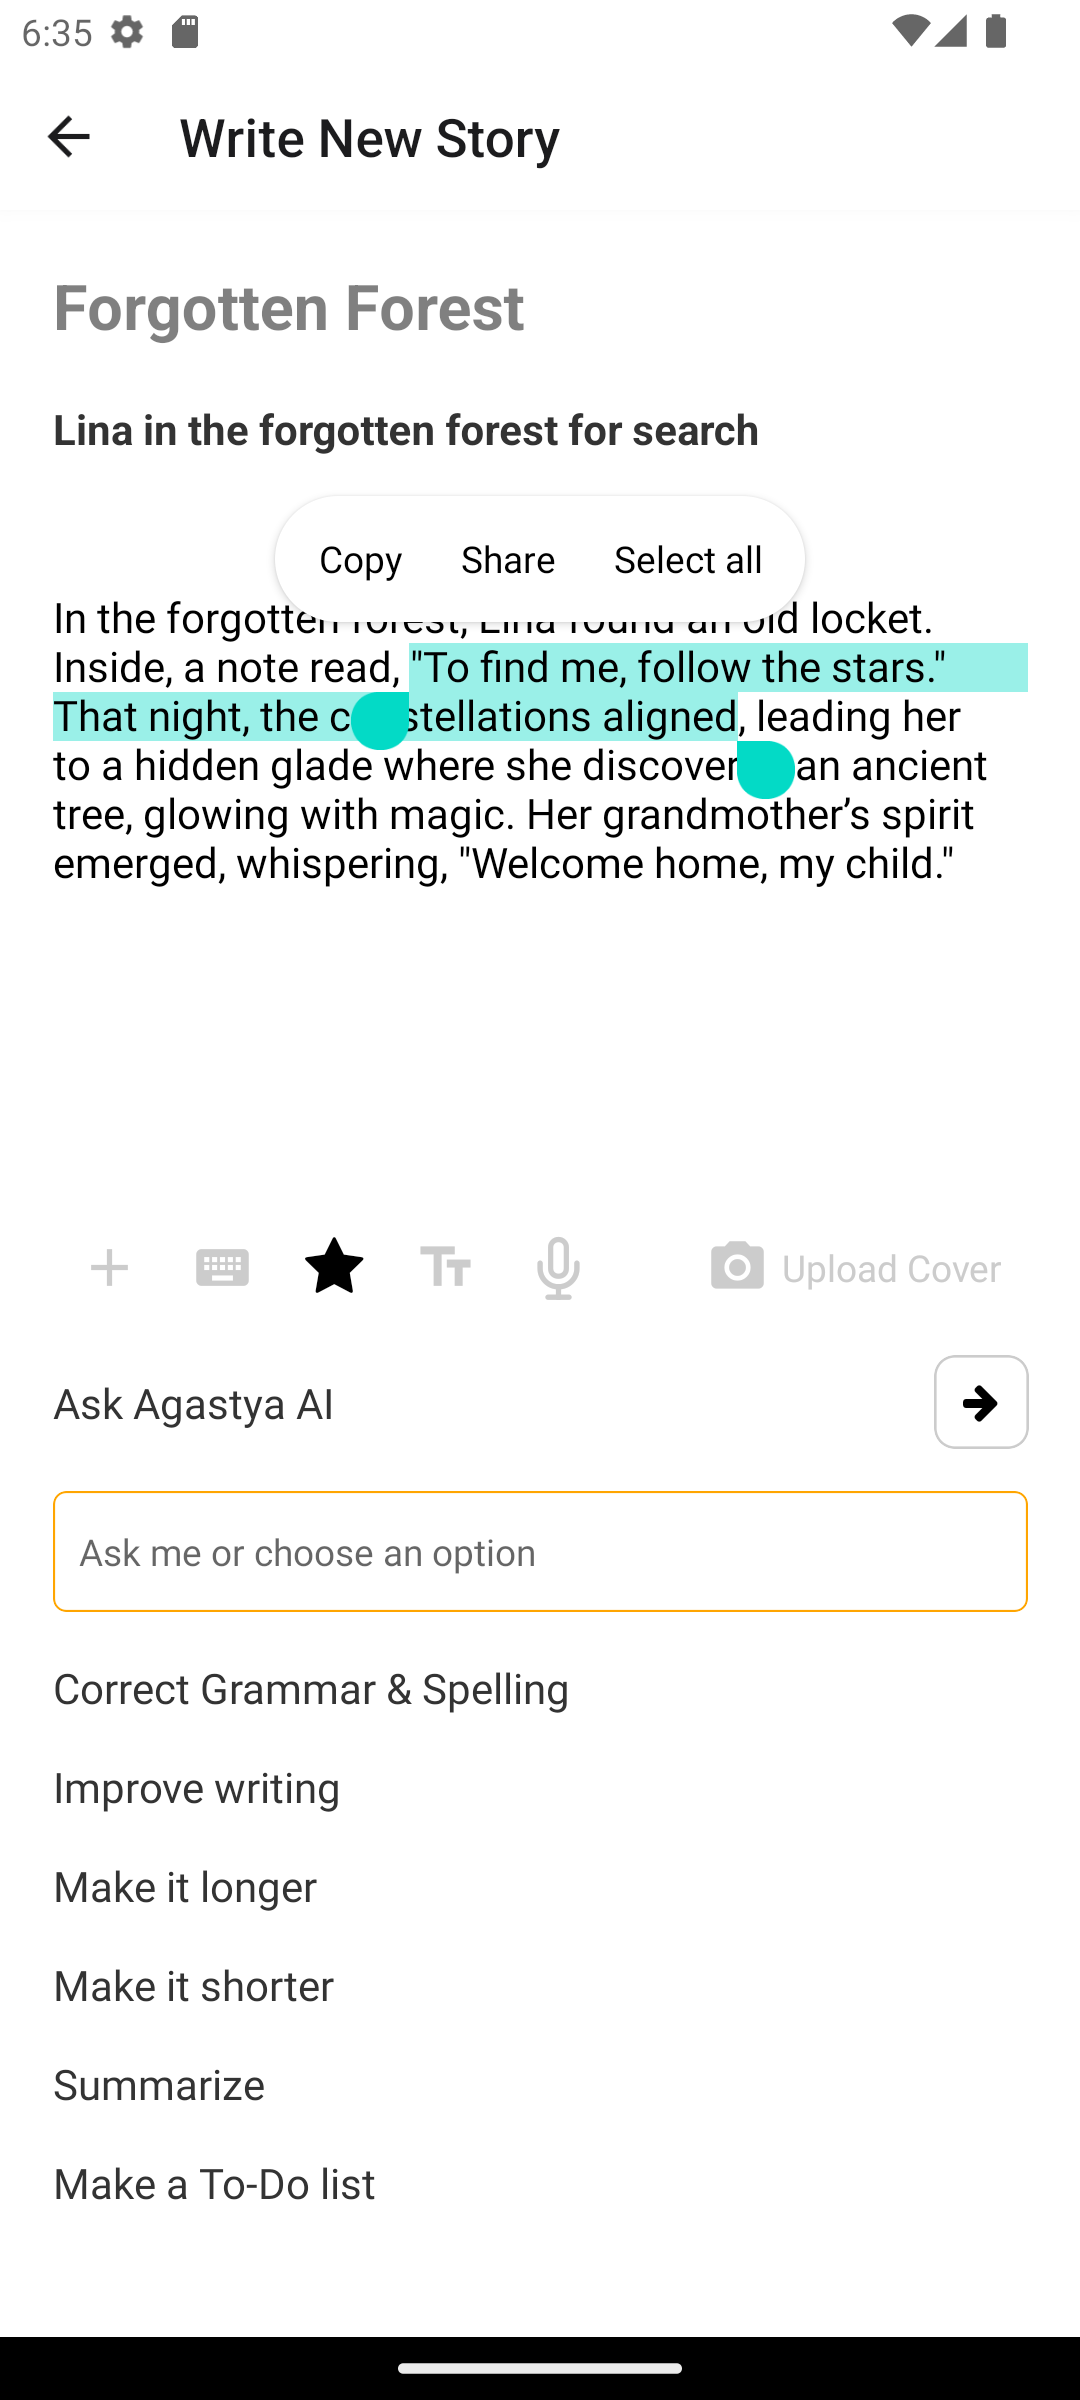 6:35
Write New Story
Forgotten Forest
Lina in the forgotten forest for search
Copy Share Select all
In the forgotten forest, Lina found an old locket.
Inside, a note read, "To find me, follow the stars."
That night, the constellations aligned, leading her
to a hidden glade where she discover an ancient
tree, glowing with magic. Her grandmother’s spirit
emerged, whispering, "Welcome home, my child."
Upload Cover
Ask Agastya AI
Ask me or choose an option
Correct Grammar & Spelling
Improve writing
Make it longer
Make it shorter
Summarize
Make a To-Do list